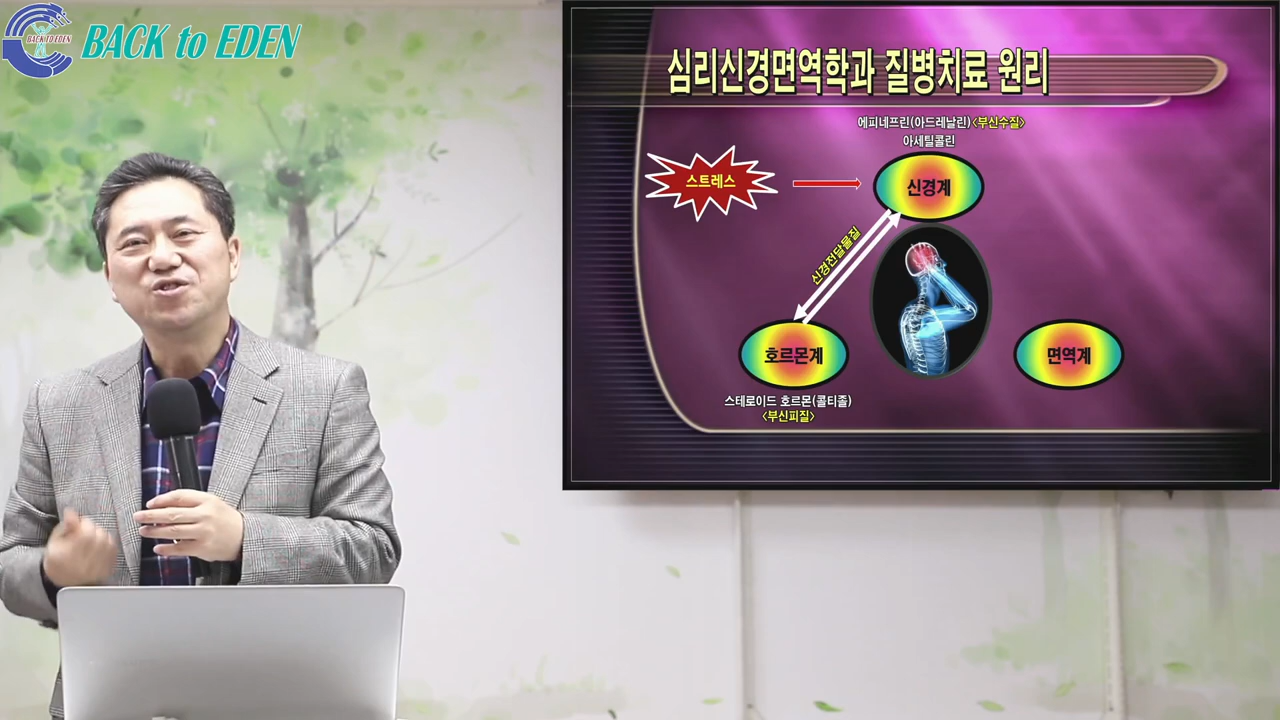 BACK TO EDEN
BACK to EDEN
심리신경면역학과 질병치료 원리
에피네프린(아드레날린)<부신수질>
아세틸콜린
스트레스
신경계
신경전달물질
호르몬계
면역계
스테로이드 호르몬(콜티졸)
<부신피질>